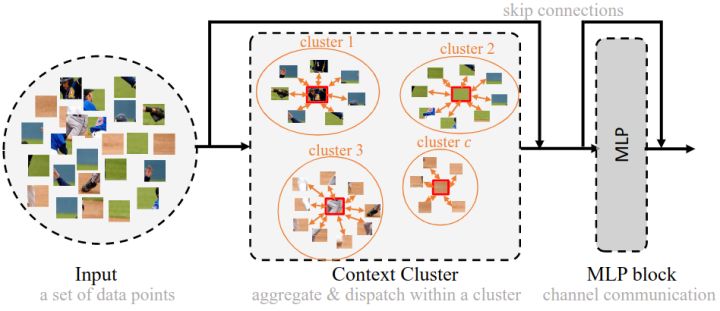 skip connections
cluster 1
cluster 2
cluster 3
cluster c
MLP
Input
a set of data points
Context Cluster
aggregate & dispatch within a cluster
MLP block
channel communication